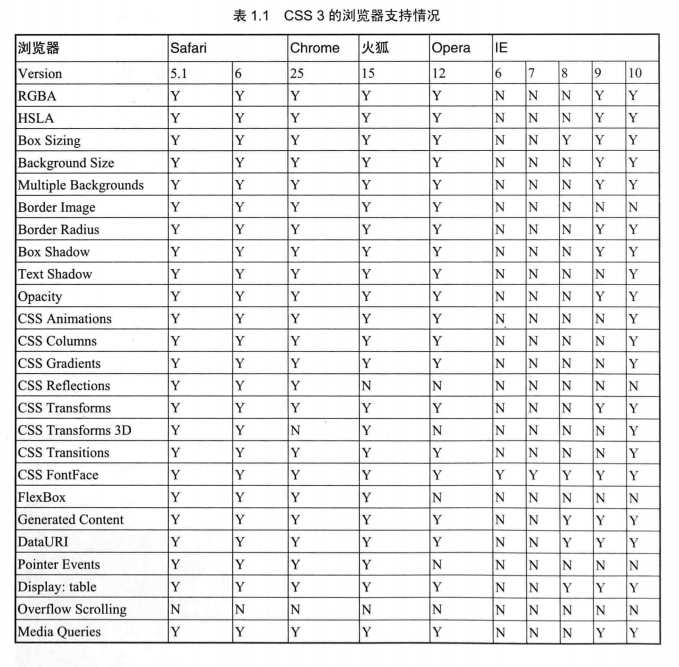 表 1.1 CSS 3 的浏览器支持情况
浏览器 Safari Chrome 火狐 Opera IE
Version 5.1 6 25 15 12 6 7 8 9 10
RGBA Y Y Y Y Y N N N Y Y
HSLA Y Y Y Y Y N N N Y Y
Box Sizing Y Y Y Y Y N N Y Y Y
Background Size Y Y Y Y Y N N N Y Y
Multiple Backgrounds Y Y Y Y Y N N N Y Y
Border Image Y Y Y Y Y N N N N N
Border Radius Y Y Y Y Y N N N Y Y
Box Shadow Y Y Y Y Y N N N Y Y
Text Shadow Y Y Y Y Y N N N N Y
Opacity Y Y Y Y Y N N N Y Y
CSS Animations Y Y Y Y Y N N N N Y
CSS Columns Y Y Y Y Y N N N N Y
CSS Gradients Y Y Y Y Y N N N N Y
CSS Reflections Y Y Y N N N N N N N
CSS Transforms Y Y Y Y Y N N N Y Y
CSS Transforms 3D Y Y N Y N N N N N Y
CSS Transitions Y Y Y Y Y N N N N Y
CSS FontFace Y Y Y Y Y Y Y Y Y Y
FlexBox Y Y Y Y N N N N N N
Generated Content Y Y Y Y Y N N Y Y Y
DataURI Y Y Y Y Y N N Y Y Y
Pointer Events Y Y Y Y N N N N N N
Display: table Y Y Y Y Y N N Y Y Y
Overflow Scrolling N N N N N N N N N N
Media Queries Y Y Y Y Y N N N Y Y